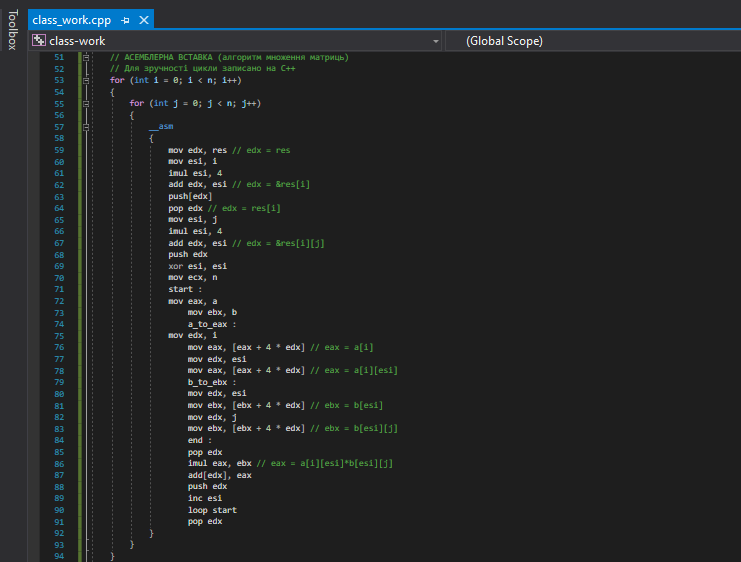 Toolbox
class_work.cpp
class-work
(Global Scope)
51 // АСЕМБЛЕРНА ВСТАВКА (алгоритм множення матриць)
52 // Для зручності цикли записано на C++
53 for (int i = 0; i < n; i++)
54 {
55 for (int j = 0; j < n; j++)
56 {
57 __asm
58 {
59 mov edx, res // edx = res
60 mov esi, i
61 imul esi, 4
62 add edx, esi // edx = &res[i]
63 push[edx]
64 pop edx // edx = res[i]
65 mov esi, j
66 imul esi, 4
67 add edx, esi // edx = &res[i][j]
68 push edx
69 xor esi, esi
70 mov ecx, n
71 start :
72 mov eax, a
73 mov ebx, b
74 a_to_eax :
75 mov edx, i
76 mov eax, [eax + 4 * edx] // eax = a[i]
77 mov edx, esi
78 mov eax, [eax + 4 * edx] // eax = a[i][esi]
79 b_to_ebx :
80 mov edx, esi
81 mov ebx, [ebx + 4 * edx] // ebx = b[esi]
82 mov edx, j
83 mov ebx, [ebx + 4 * edx] // ebx = b[esi][j]
84 end :
85 pop edx
86 imul eax, ebx // eax = a[i][esi]*b[esi][j]
87 add[edx], eax
88 push edx
89 inc esi
90 loop start
91 pop edx
92 }
93 }
94 }